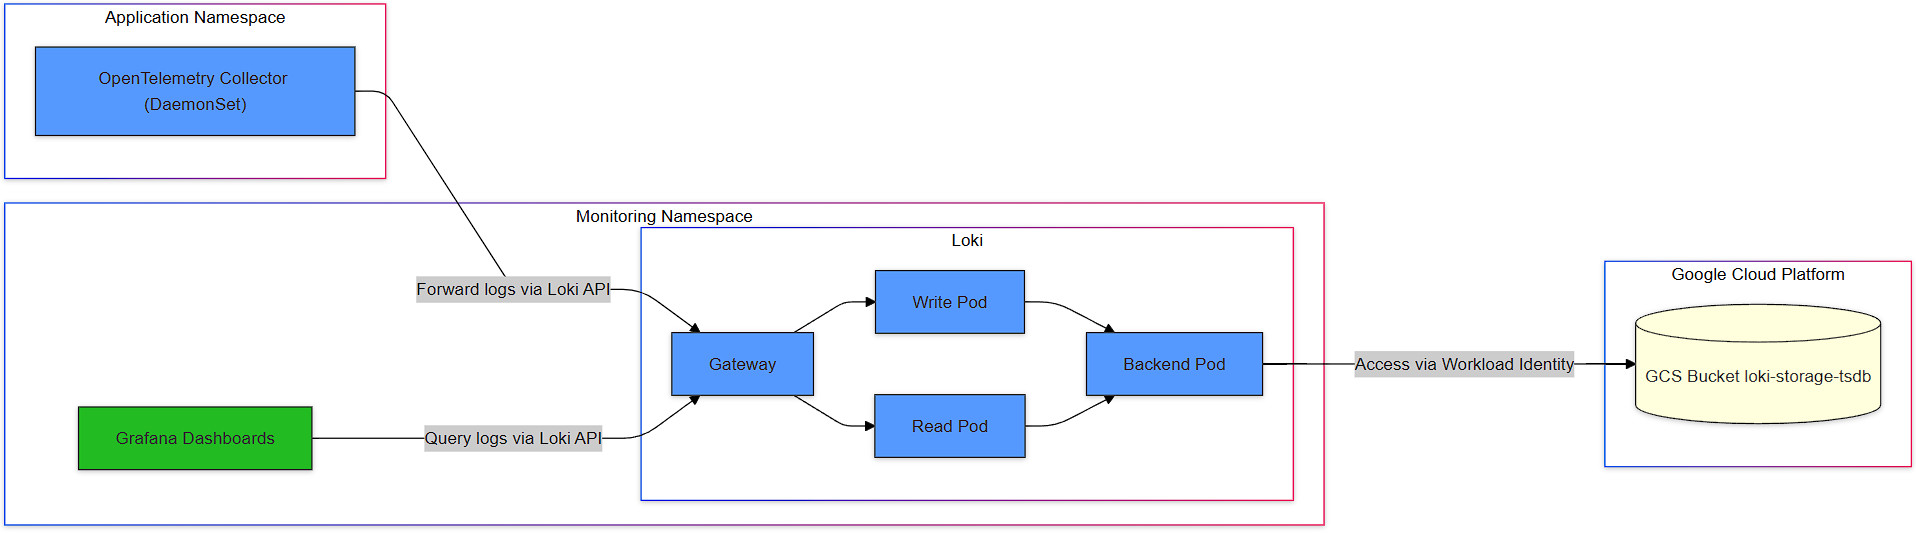 Application Namespace
OpenTelemetry Collector
(DaemonSet)
Monitoring Namespace
Loki
Forward logs via Loki API
Write Pod
Gateway
Backend Pod
Read Pod
Grafana Dashboards
Query logs via Loki API
Access via Workload Identity
Google Cloud Platform
GCS Bucket loki-storage-tsdb